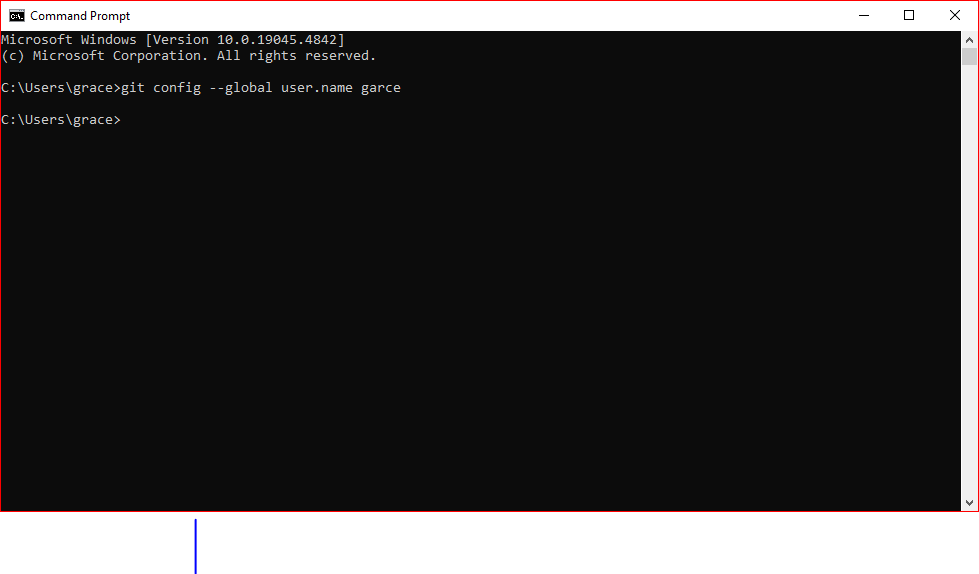 Command Prompt
Microsoft Windows [Version 10.0.19045.4842]
(c) Microsoft Corporation. All rights reserved.
C:\Users\grace>git config --global user.name garce
C:\Users\grace>